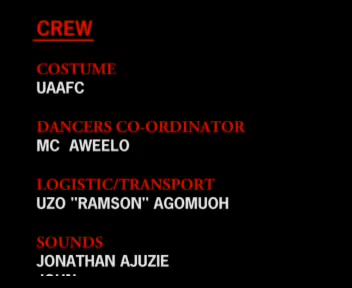 CREW
COSTUME
UAAFC
DANCERS CO-ORDINATOR
MC AWEELO
LOGISTIC/TRANSPORT
UZO "RAMSON" AGOMUOH
SOUNDS
JONATHAN AJUZIE